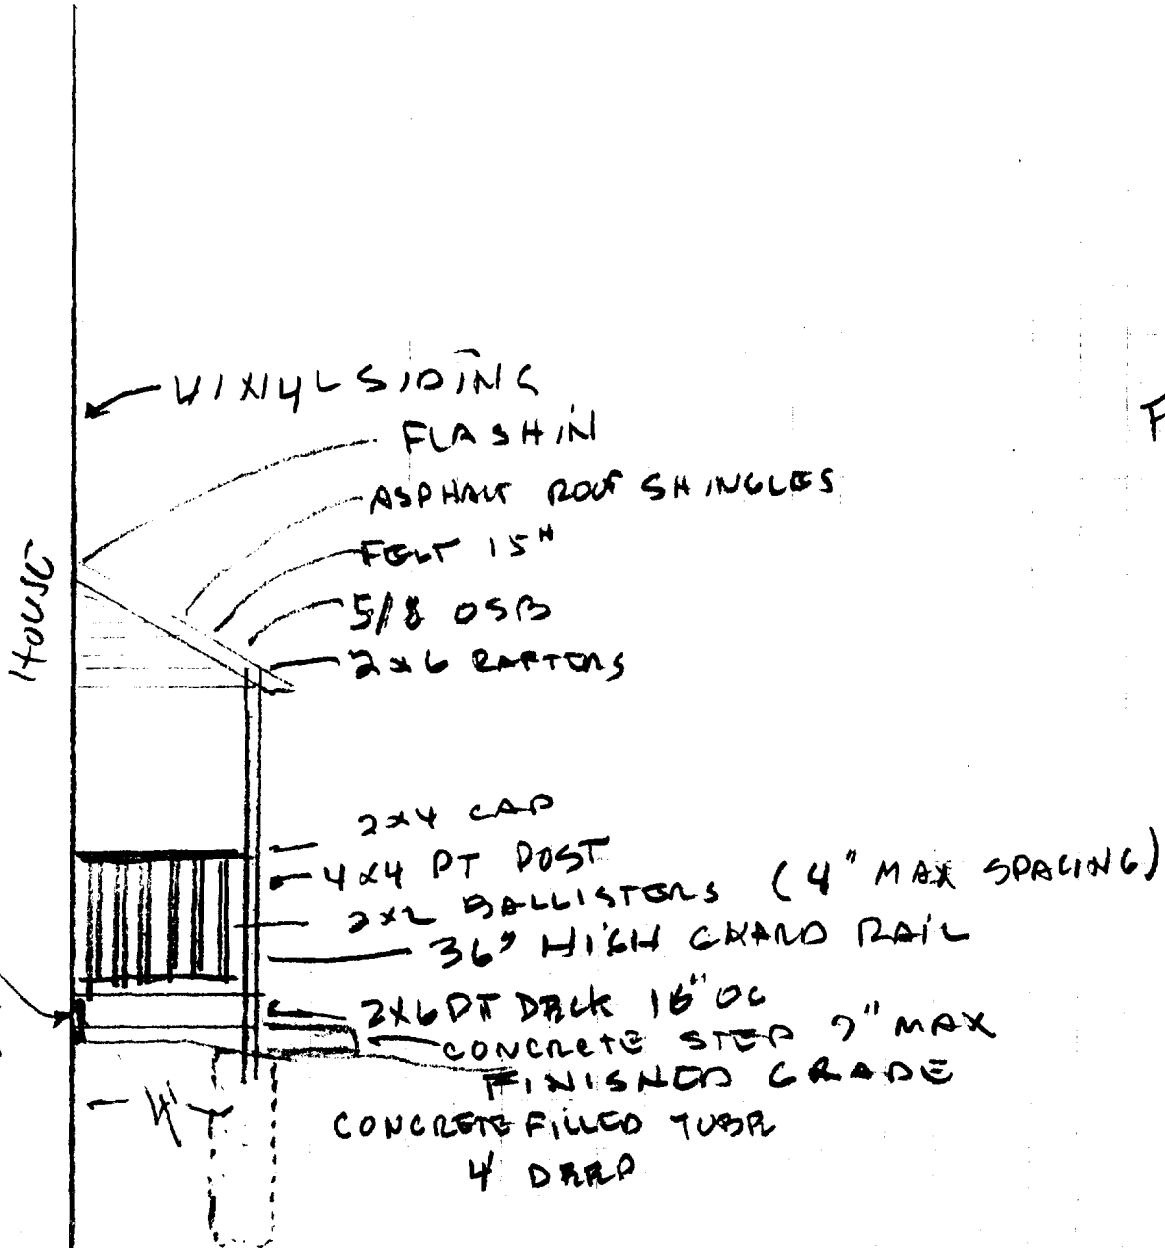 VINYL SIDING
FLASHIN
ASPHALT ROOF SHINGLES
FELT 15#
5/8 OSB
2x6 RAFTERS
HOUSE
2x4 CAP
4x4 PT POST
2x2 BALLISTERS (4" MAX SPACING)
36" HIGH GUARD RAIL
2x6 PT DECK 16" OC
CONCRETE STEP 7" MAX
FINISHED GRADE
4'
CONCRETE FILLED TUBE
4' DEEP
F